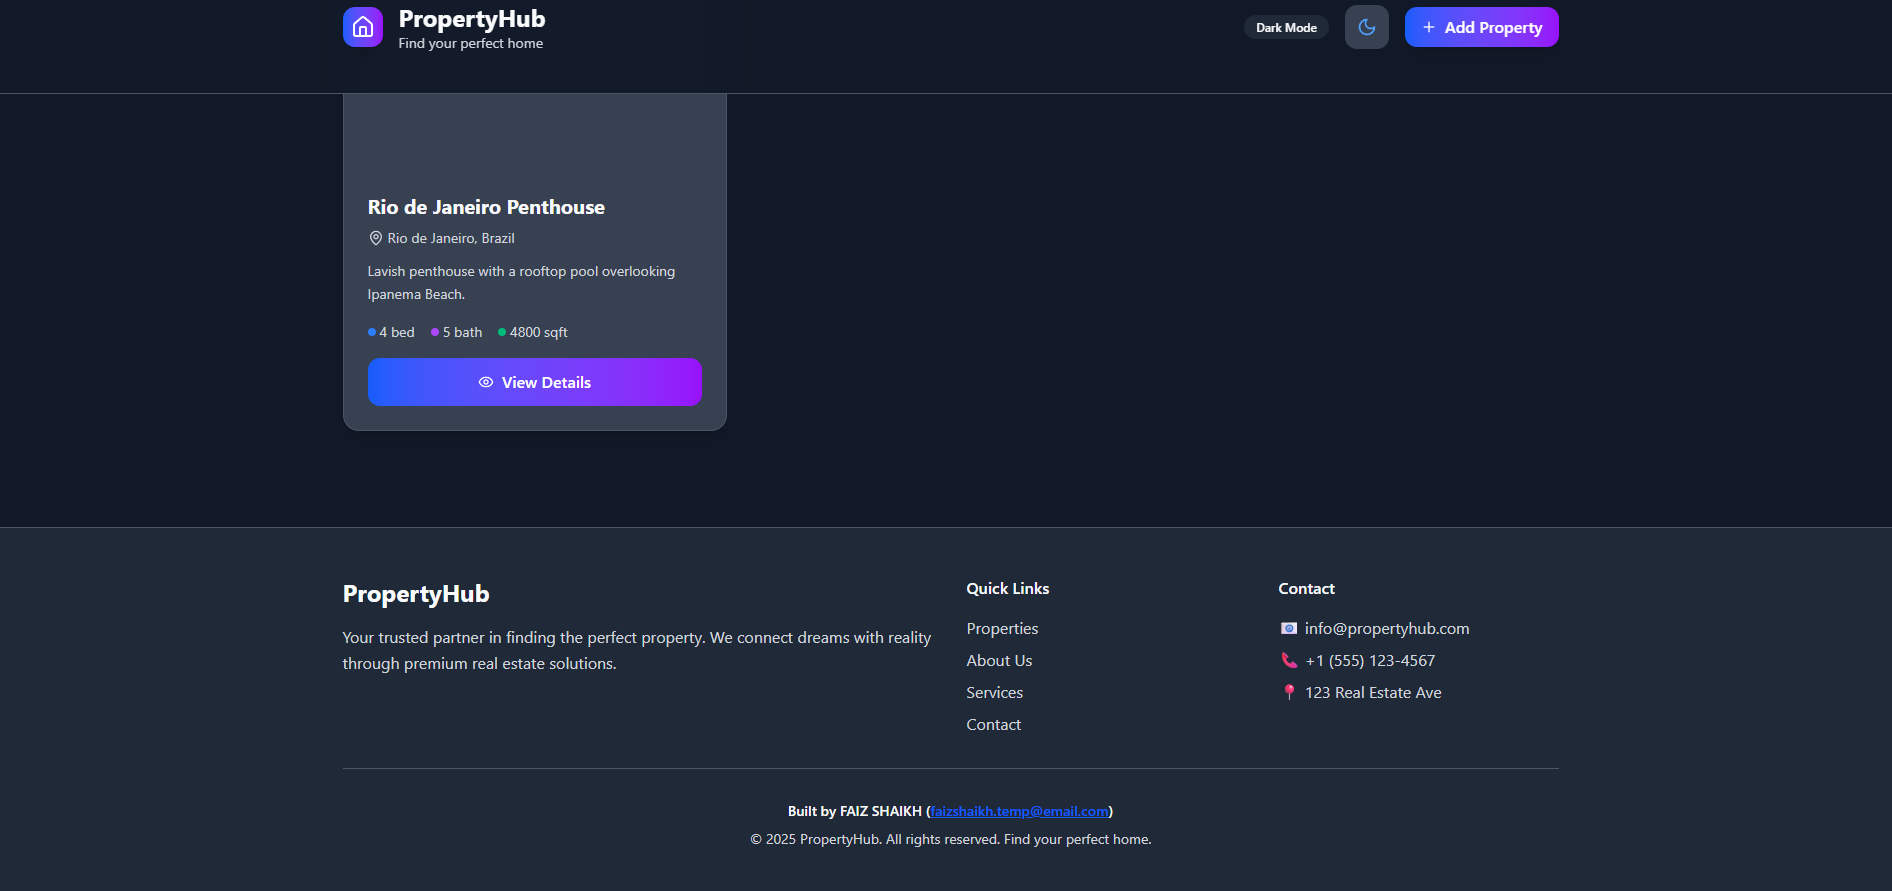 PropertyHub
Find your perfect home
Dark Mode
Add Property
Rio de Janeiro Penthouse
Rio de Janeiro, Brazil
Lavish penthouse with a rooftop pool overlooking
Ipanema Beach.
4 bed 5 bath 4800 sqft
View Details
PropertyHub
Your trusted partner in finding the perfect property. We connect dreams with reality
through premium real estate solutions.
Quick Links
Properties
About Us
Services
Contact
Contact
info@propertyhub.com
+1 (555) 123-4567
123 Real Estate Ave
Built by FAIZ SHAIKH (faizshaikh.temp@email.com)
© 2025 PropertyHub. All rights reserved. Find your perfect home.